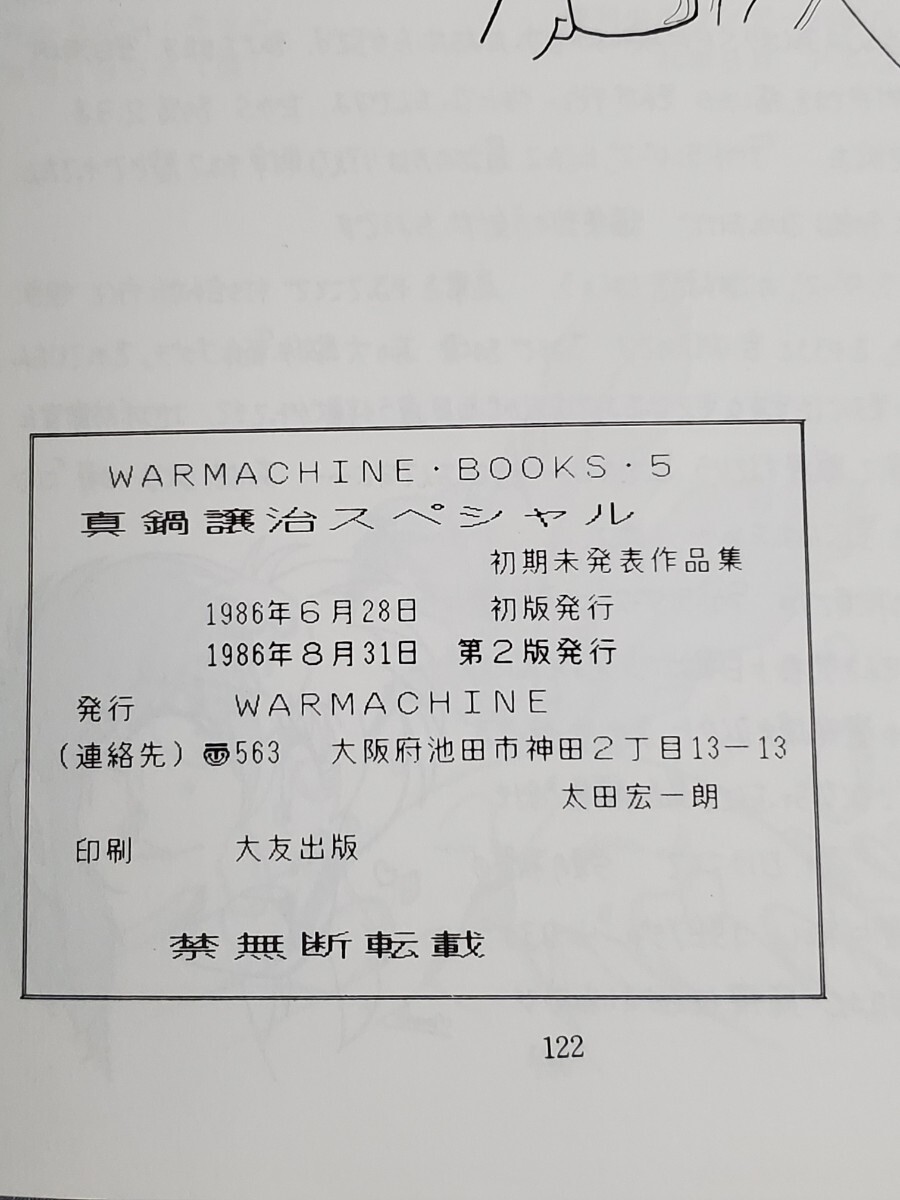 WARMACHINE・BOOKS・5
真鍋譲治スペシャル
初期未発表作品集
1986年6月28日 初版発行
1986年8月31日 第2版発行
発行 WARMACHINE
(連絡先) 〠563 大阪府池田市神田2丁目13−13
太田宏一朗
印刷 大友出版
禁無断転載
122